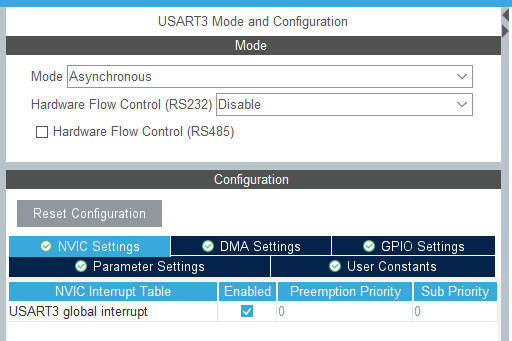 USART3 Mode and Configuration
Mode
Mode Asynchronous
Hardware Flow Control (RS232) Disable
Hardware Flow Control (RS485)
Configuration
Reset Configuration
NVIC Settings DMA Settings GPIO Settings
Parameter Settings User Constants
NVIC Interrupt Table Enabled Preemption Priority Sub Priority
USART3 global interrupt 0 0